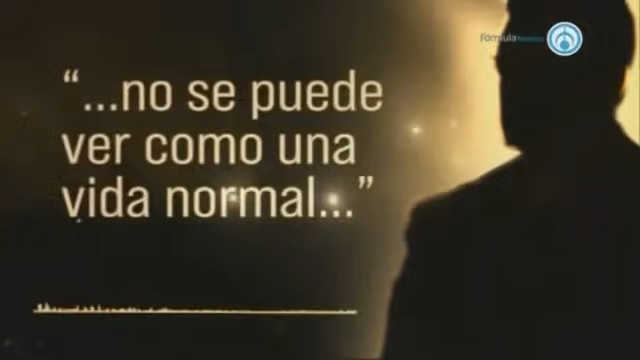 Fórmula
"...no se puede
ver como una
vida normal..."